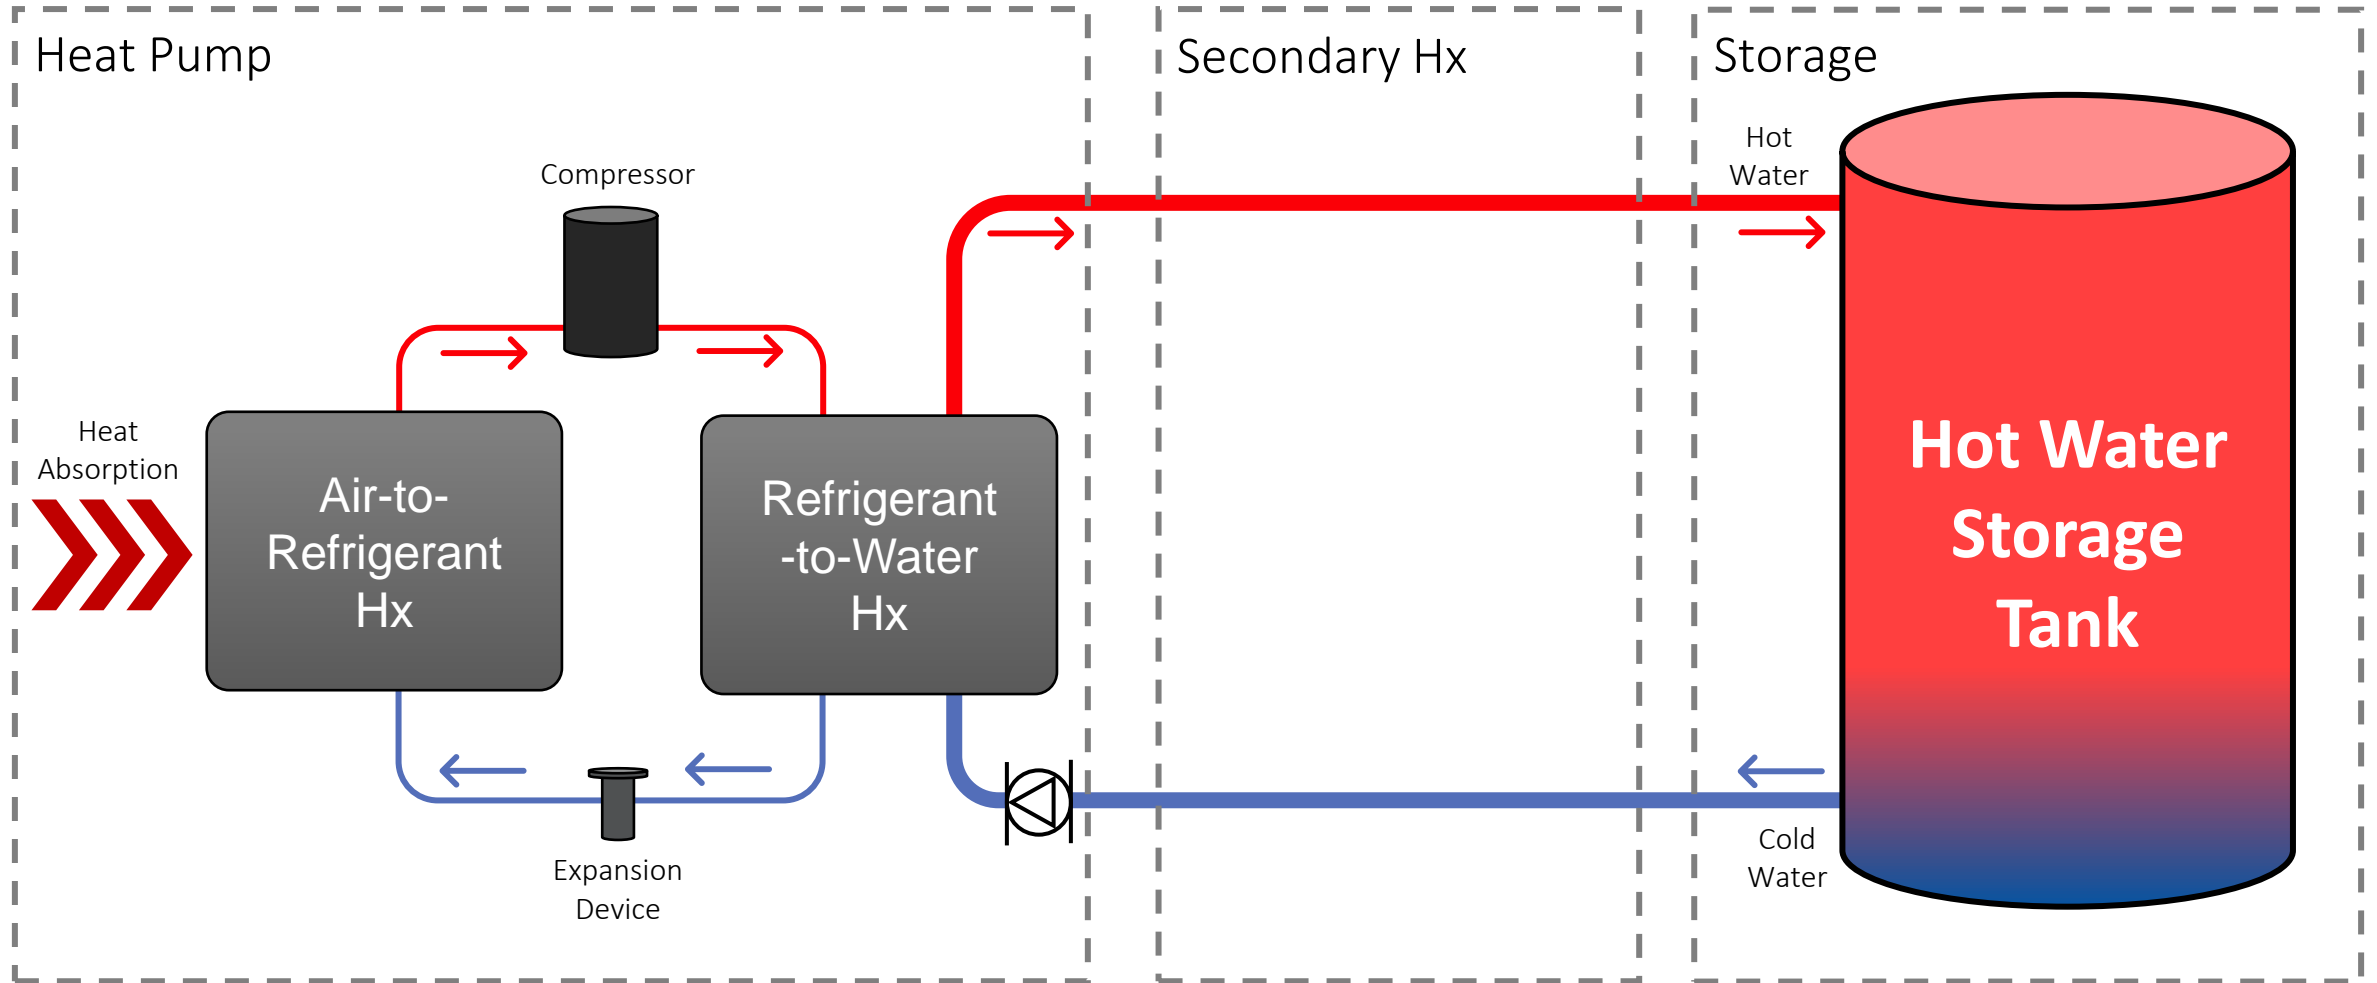 Heat Pump
Secondary Hx
Storage
Hot
Water
Compressor
Heat
Absorption
Air-to-
Refrigerant
Hx
Refrigerant
-to-Water
Hx
Hot Water
Storage
Tank
Expansion
Device
Cold
Water